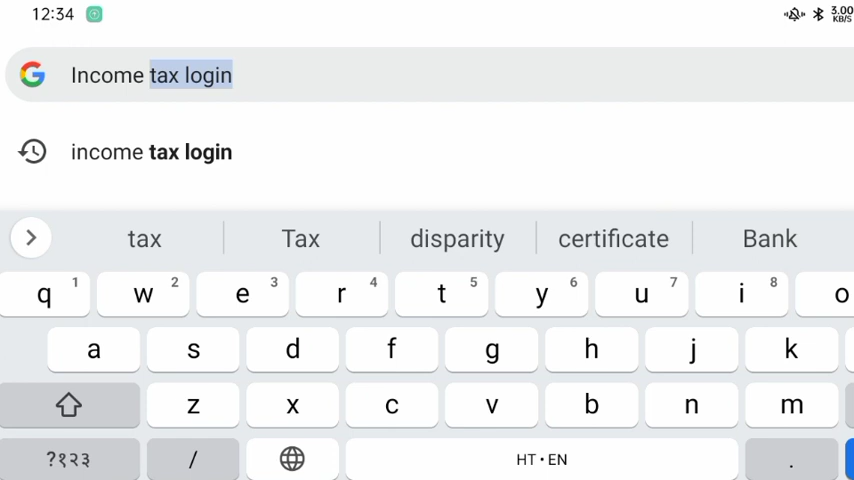 12:34 3.00 KB/S
Income tax login
income tax login
tax Tax disparity certificate Bank
q 1 w 2 e 3 r 4 t 5 y 6 u 7 i 8 o
a s d f g h j k
z x c v b n m
?१२३ / HT • EN .